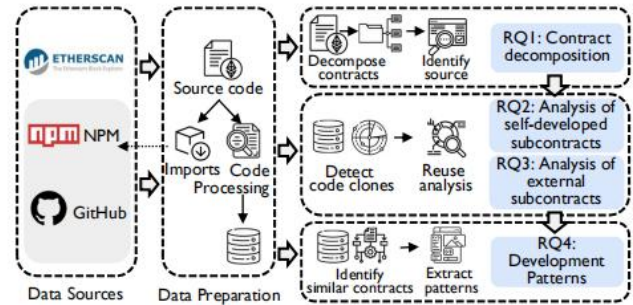 ETHERSCAN
The Ethereum Block Explorer
npm NPM
GitHub
Data Sources
Source code
Imports Code
Processing
Data Preparation
Decompose
contracts
Identify
source
RQ1: Contract
decomposition
Detect
code clones
Reuse
analysis
RQ2: Analysis of
self-developed
subcontracts
RQ3: Analysis of
external
subcontracts
Identify
similar contracts
Extract
patterns
RQ4:
Development
Patterns